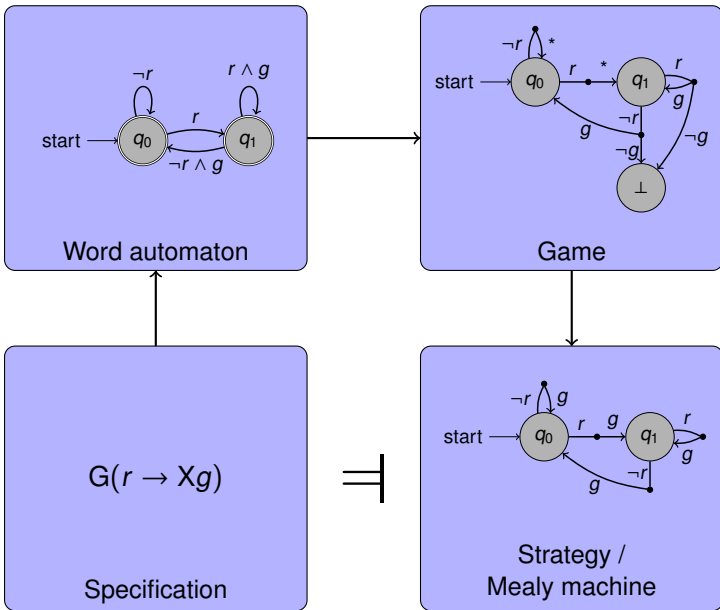 ¬r
r ∧ g
start
q0
r
q1
¬r ∧ g
Word automaton
¬r
*
start
q0
r
*
q1
r
g
¬r
g
¬g
¬g
⊥
Game
G(r → Xg)
Specification
¬r
g
start
q0
r
g
q1
r
g
¬r
g
Strategy /
Mealy machine